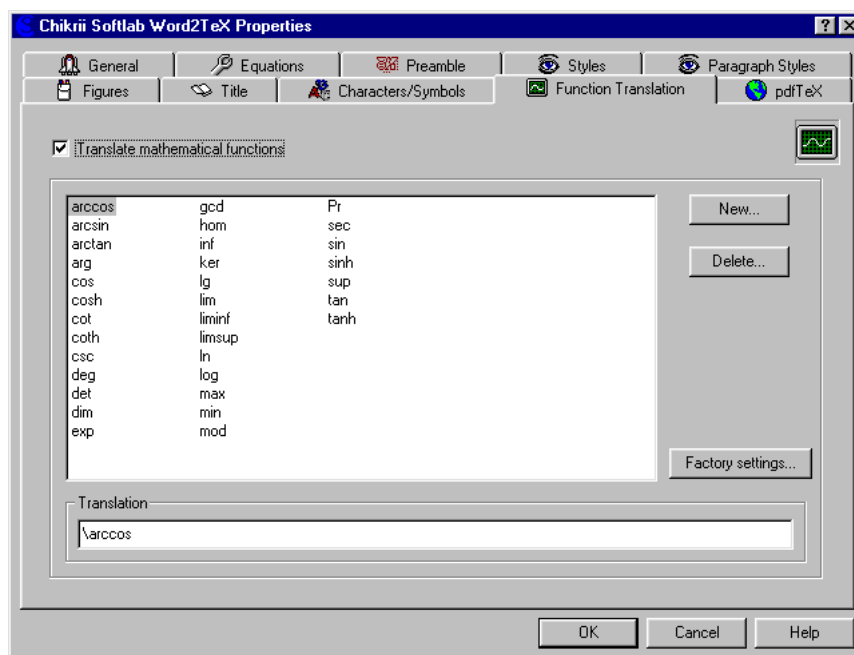 Chikrii Softlab Word2TeX Properties
General Equations Preamble Styles Paragraph Styles
Figures Title Characters/Symbols Function Translation pdfTeX
Translate mathematical functions
arccos gcd Pr New...
arcsin hom sec
arctan inf sin
arg ker sinh Delete...
cos lg sup
cosh lim tan
cot liminf tanh
coth limsup
csc ln
deg log
det max
dim min
exp mod
Factory settings...
Translation
\arccos
OK Cancel Help